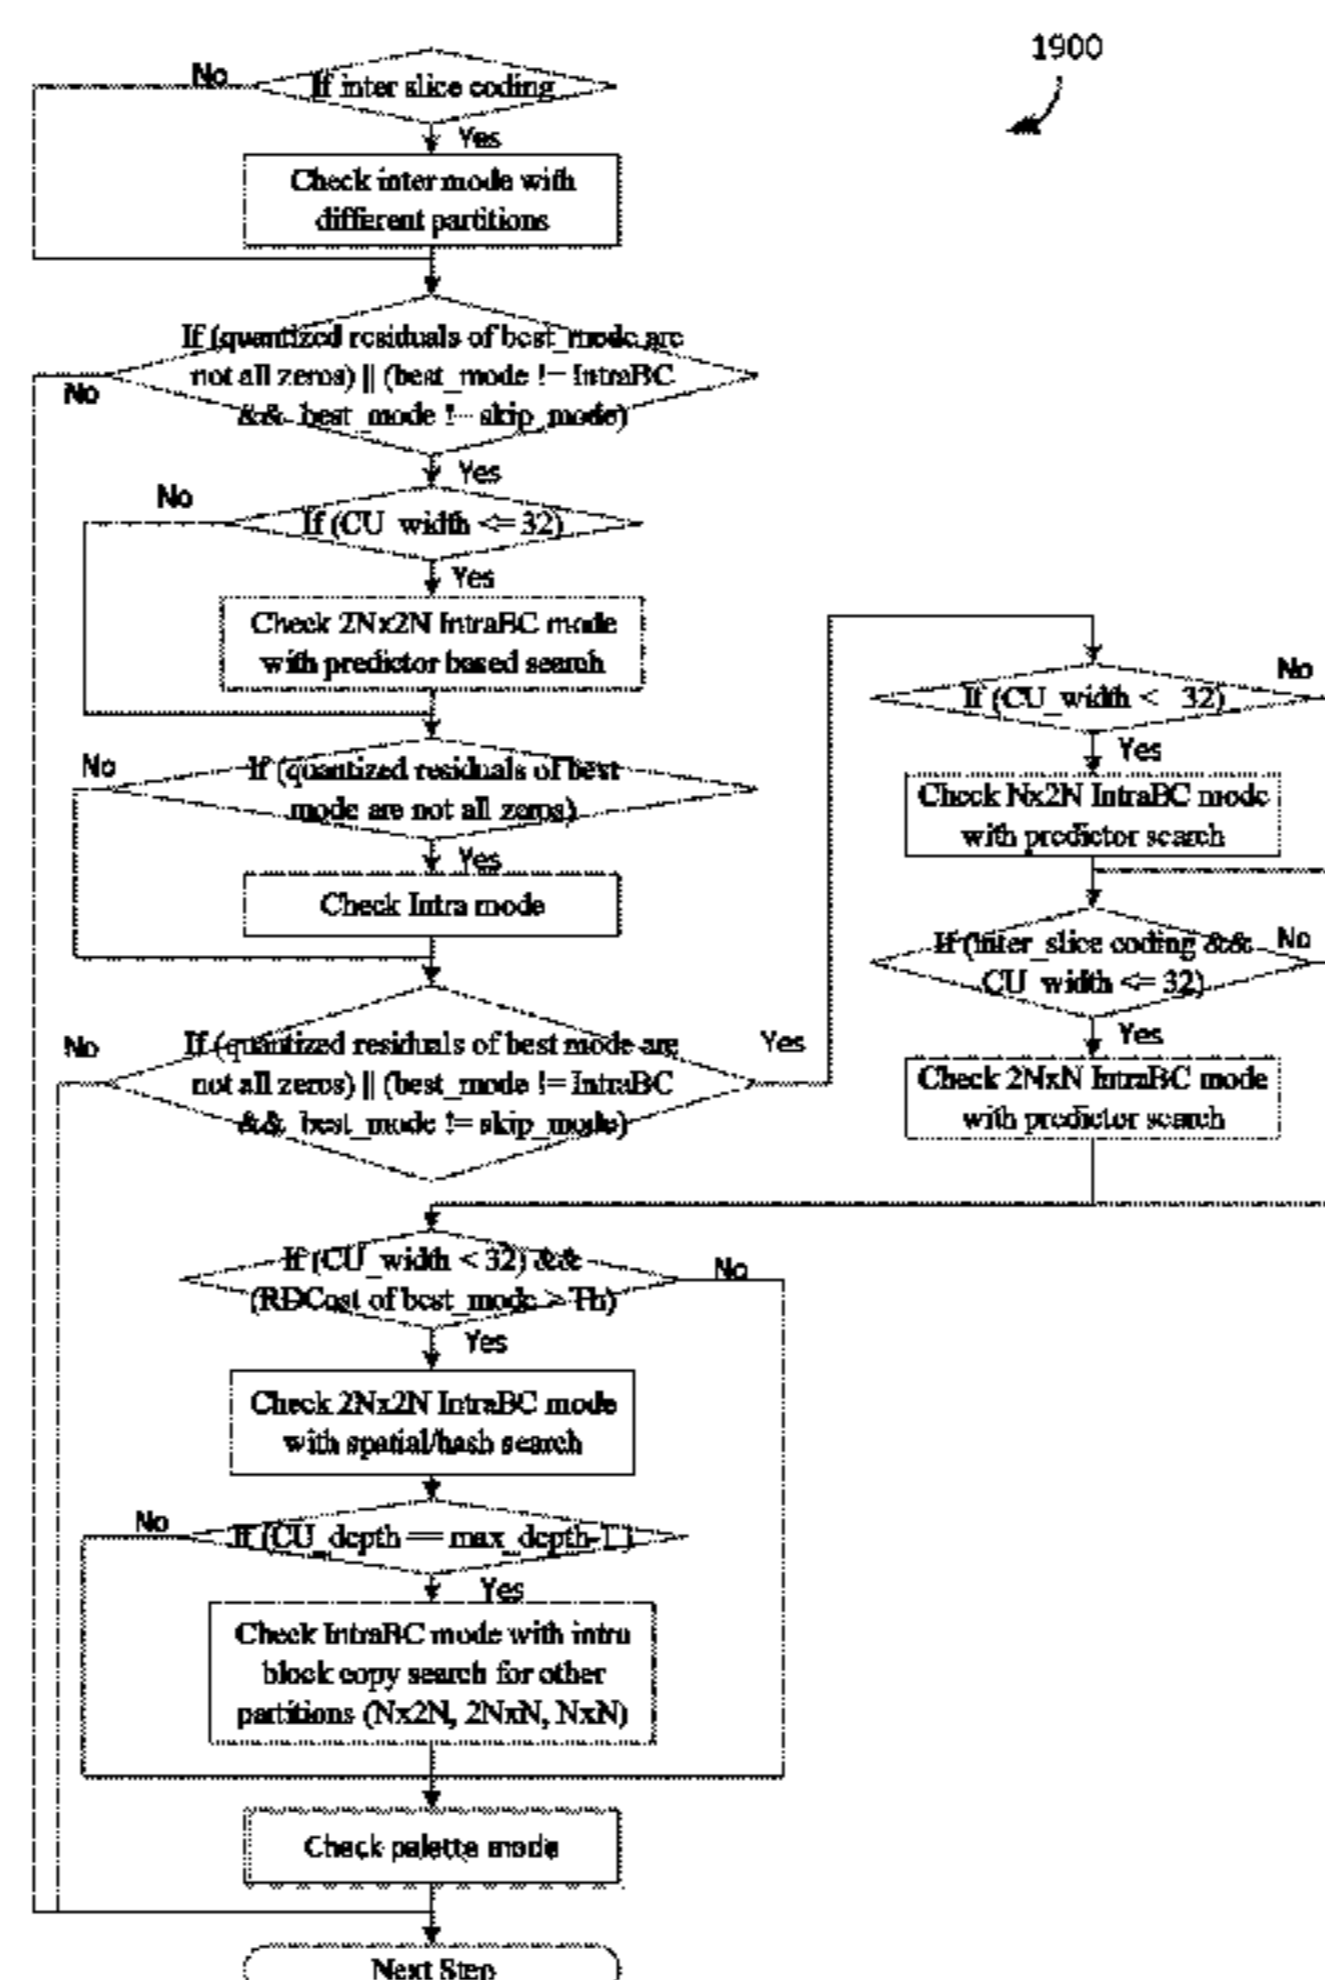 1900
No
If inter slice coding
Yes
Check inter mode with
different partitions
If (quantized residuals of best_mode are
not all zeros) || (best_mode != IntraBC
&& best_mode != skip_mode)
No
Yes
No
If (CU_width <= 32)
Yes
Check 2Nx2N IntraBC mode
with predictor based search
No
If (quantized residuals of best
mode are not all zeros)
Yes
Check Intra mode
No
If (quantized residuals of best mode are
not all zeros) || (best_mode != IntraBC
&& best_mode != skip_mode)
Yes
If (CU_width < 32)
No
Yes
Check Nx2N IntraBC mode
with predictor search
If (inter_slice coding &&
CU_width <= 32)
No
Yes
Check 2NxN IntraBC mode
with predictor search
If (CU_width < 32) &&
(RDCost of best_mode > Th)
No
Yes
Check 2Nx2N IntraBC mode
with spatial/hash search
No
If (CU_depth == max_depth-1)
Yes
Check IntraBC mode with intra
block copy search for other
partitions (Nx2N, 2NxN, NxN)
Check palette mode
Next Step